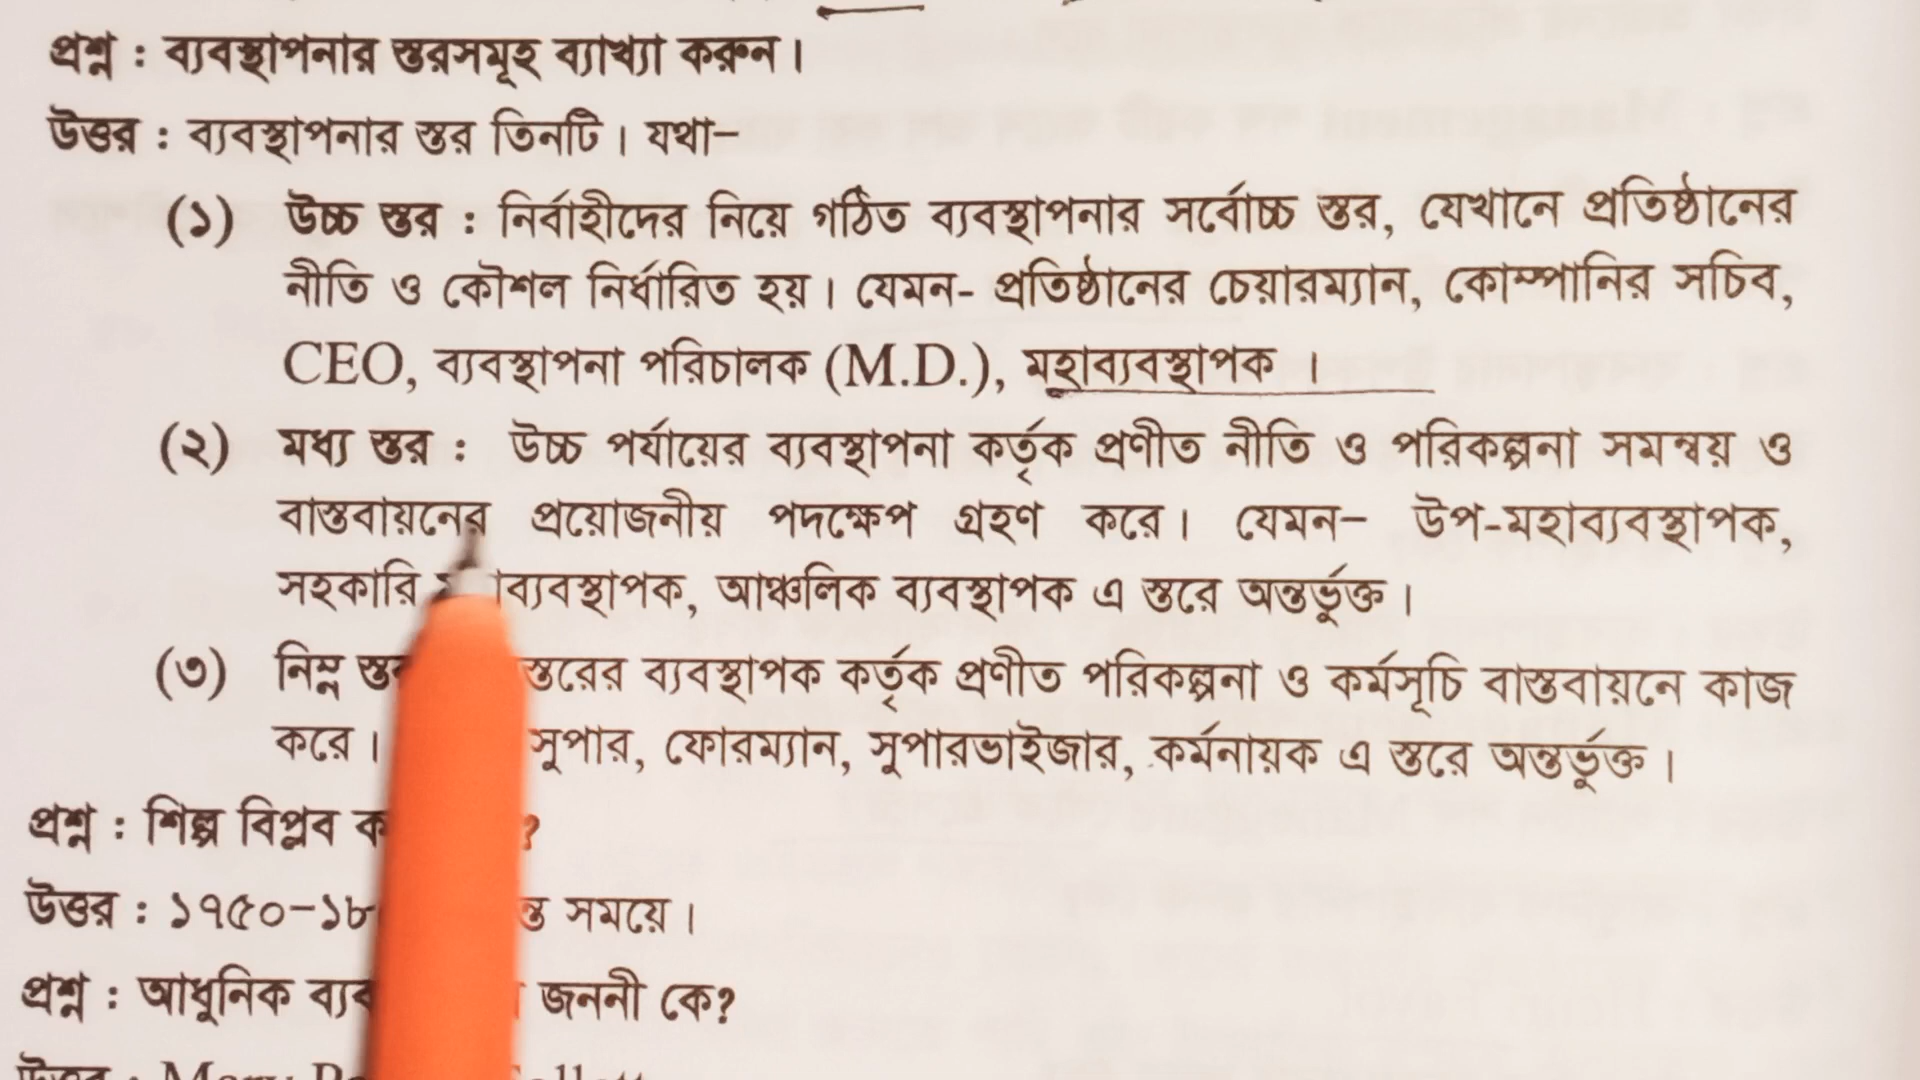 প্রশ্ন : ব্যবস্থাপনার স্তরসমূহ ব্যাখ্যা করুন।
উত্তর : ব্যবস্থাপনার স্তর তিনটি। যথা–
(১) উচ্চ স্তর : নির্বাহীদের নিয়ে গঠিত ব্যবস্থাপনার সর্বোচ্চ স্তর, যেখানে প্রতিষ্ঠানের
নীতি ও কৌশল নির্ধারিত হয়। যেমন- প্রতিষ্ঠানের চেয়ারম্যান, কোম্পানির সচিব,
CEO, ব্যবস্থাপনা পরিচালক (M.D.), মহাব্যবস্থাপক ।
(২) মধ্য স্তর : উচ্চ পর্যায়ের ব্যবস্থাপনা কর্তৃক প্রণীত নীতি ও পরিকল্পনা সমন্বয় ও
বাস্তবায়নের প্রয়োজনীয় পদক্ষেপ গ্রহণ করে। যেমন– উপ-মহাব্যবস্থাপক,
সহকারি ব্যবস্থাপক, আঞ্চলিক ব্যবস্থাপক এ স্তরে অন্তর্ভুক্ত।
(৩) নিম্ন স্তরের ব্যবস্থাপক কর্তৃক প্রণীত পরিকল্পনা ও কর্মসূচি বাস্তবায়নে কাজ
করে। সুপার, ফোরম্যান, সুপারভাইজার, কর্মনায়ক এ স্তরে অন্তর্ভুক্ত।
প্রশ্ন : শিল্প বিপ্লব ?
উত্তর : ১৭৫০–১৮ সময়ে।
প্রশ্ন : আধুনিক জননী কে?
উত্তর : Mary